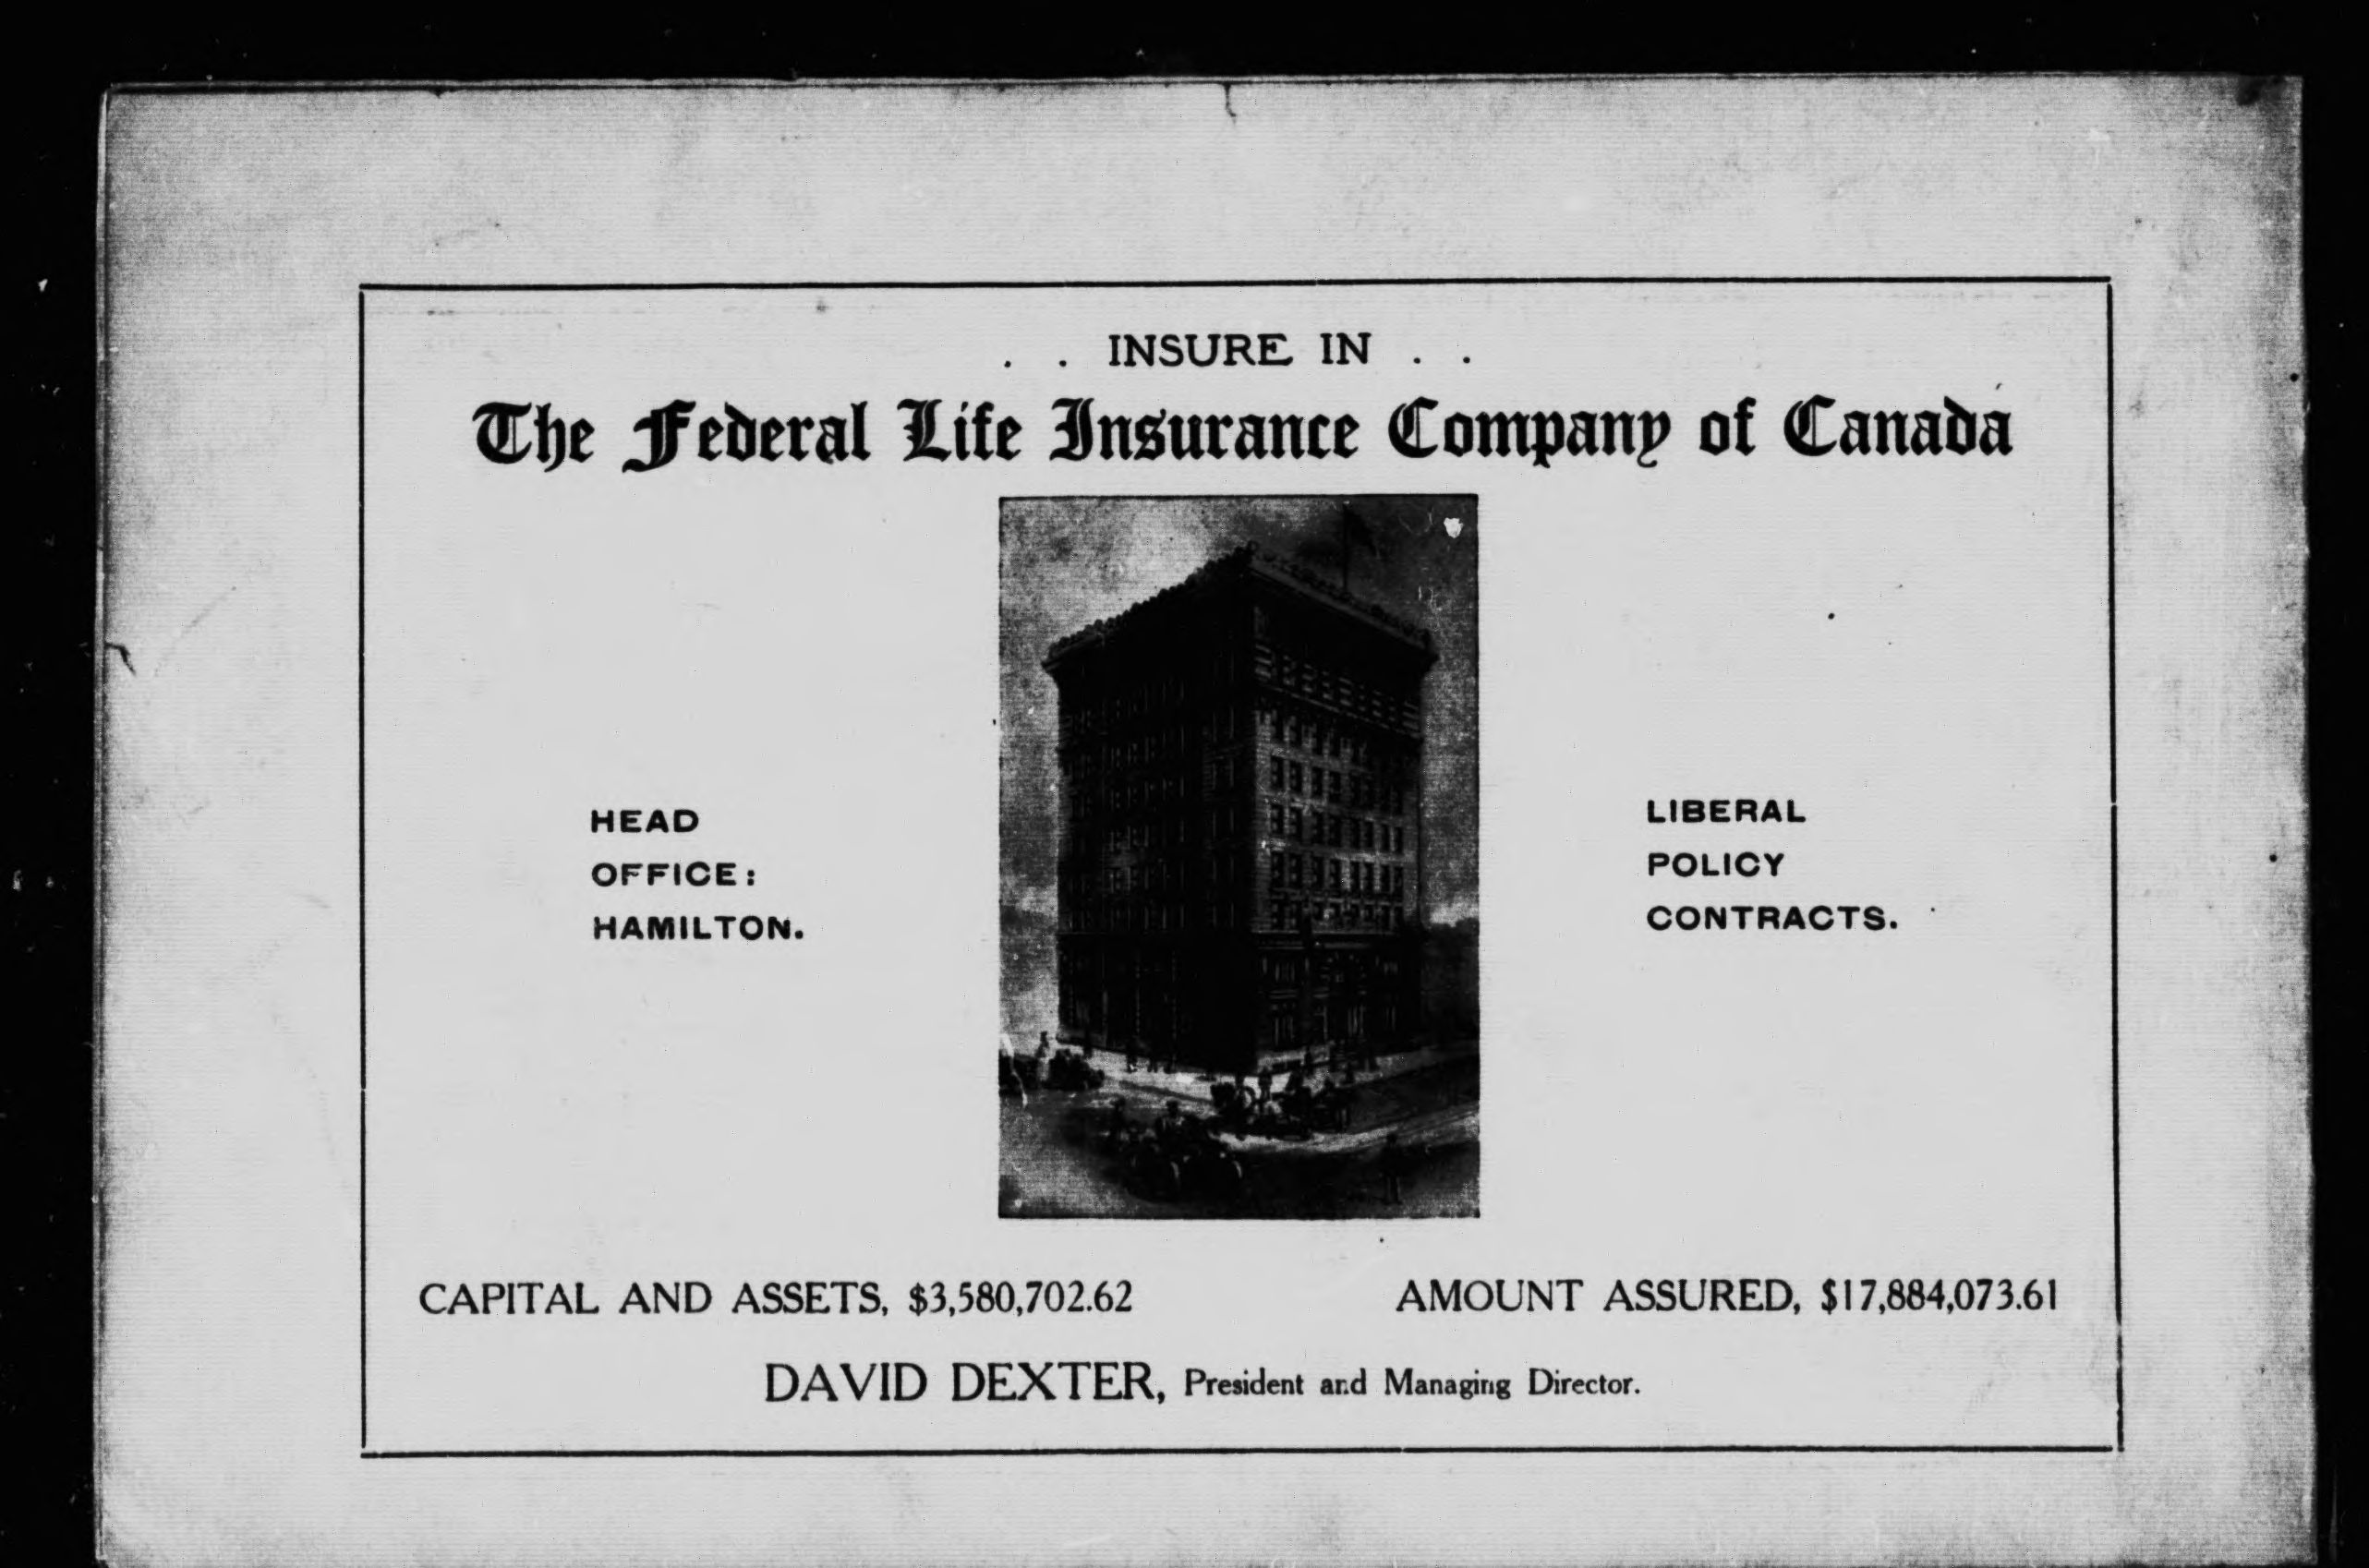 . . INSURE IN . .
The Federal Life Insurance Company of Canada
HEAD
OFFICE:
HAMILTON.
LIBERAL
POLICY
CONTRACTS.
CAPITAL AND ASSETS, $3,580,702.62
AMOUNT ASSURED, $17,884,073.61
DAVID DEXTER, President and Managing Director.